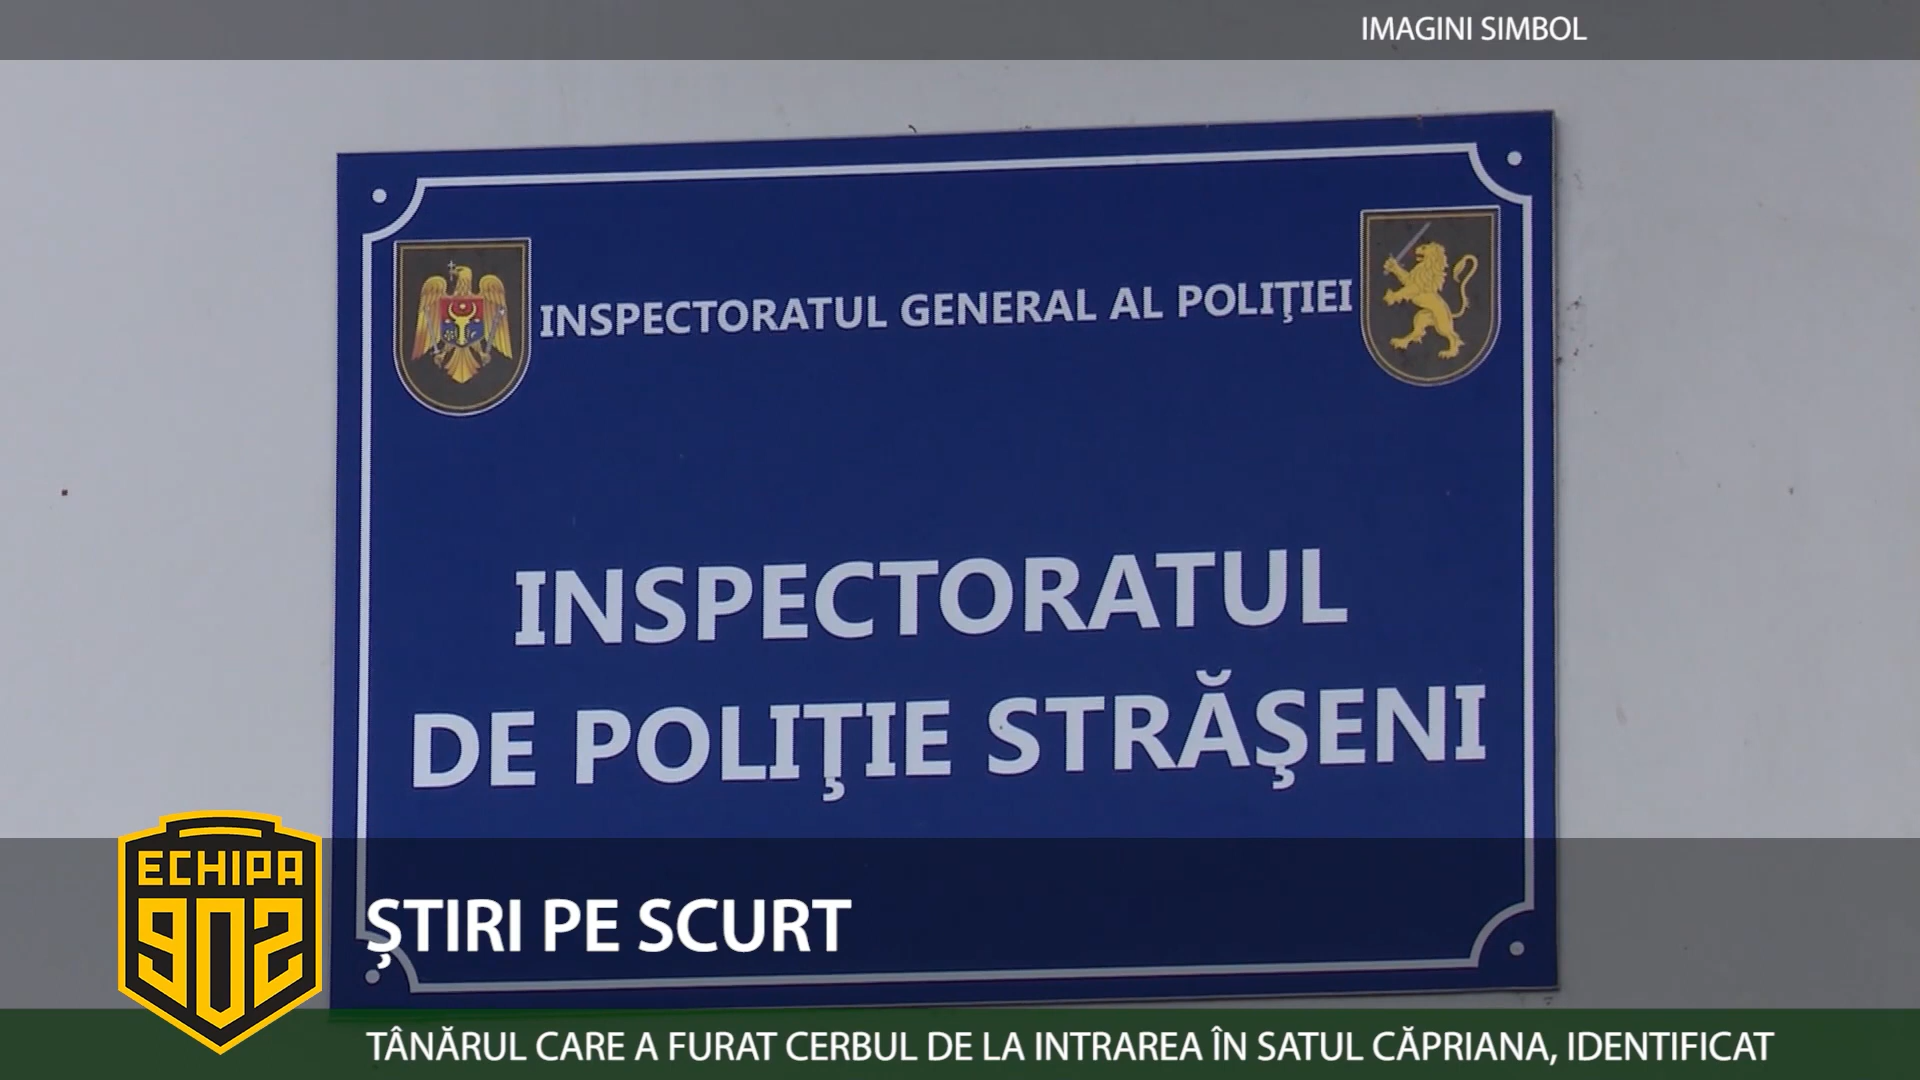 IMAGINI SIMBOL
INSPECTORATUL GENERAL AL POLIŢIEI
INSPECTORATUL
DE POLIŢIE STRĂŞENI
ECHIPA
902
ȘTIRI PE SCURT
TÂNĂRUL CARE A FURAT CERBUL DE LA INTRAREA ÎN SATUL CĂPRIANA, IDENTIFICAT